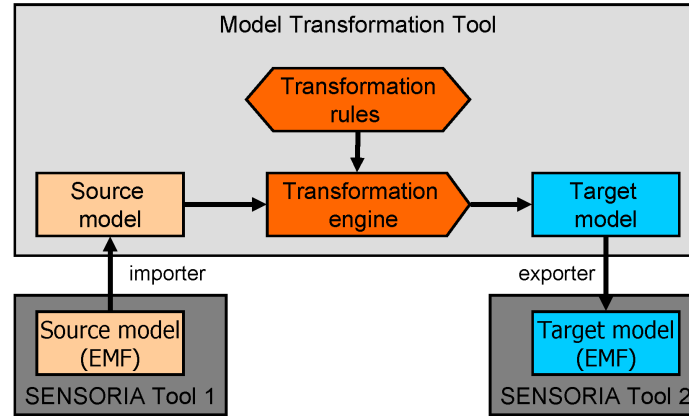 Model Transformation Tool
Transformation
rules
Source
model
Transformation
engine
Target
model
importer
exporter
Source model
(EMF)
SENSORIA Tool 1
Target model
(EMF)
SENSORIA Tool 2